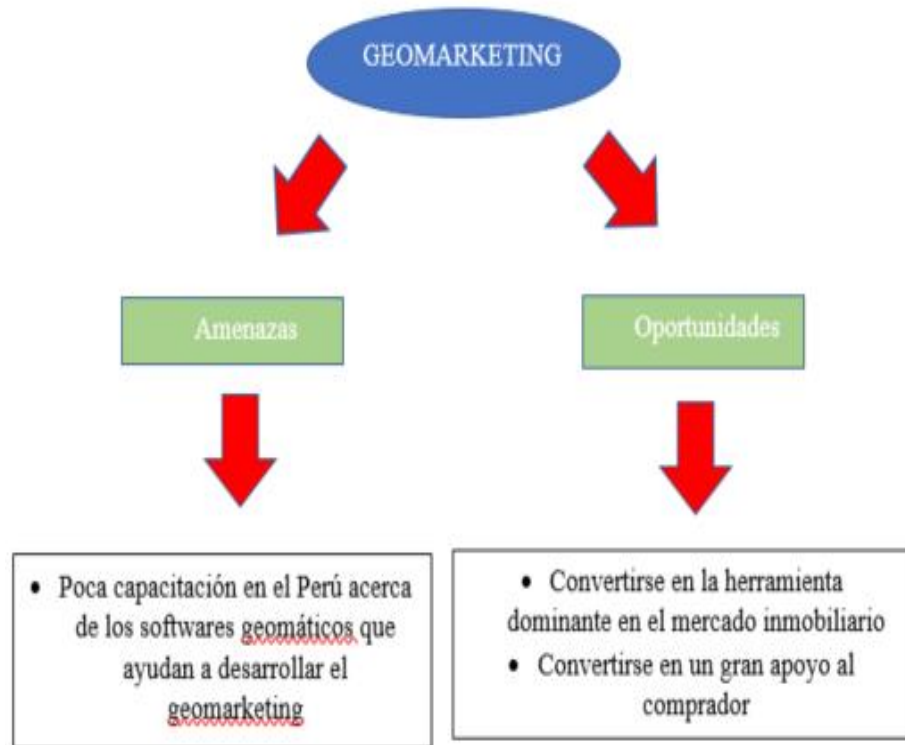 GEOMARKETING
Amenazas
Oportunidades
• Poca capacitación en el Perú acerca
de los softwares geomáticos que
ayudan a desarrollar el
geomarketing
• Convertirse en la herramienta
dominante en el mercado inmobiliario
• Convertirse en un gran apoyo al
comprador